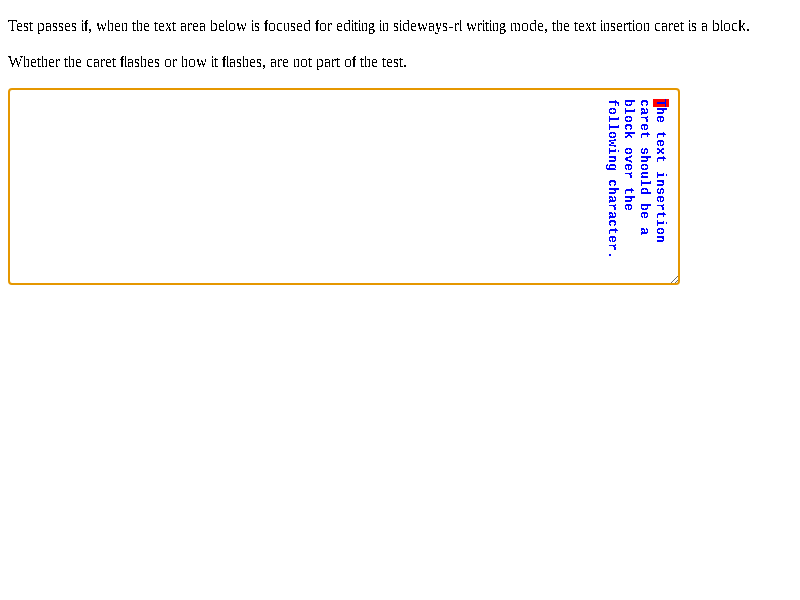 Test passes if, when the text area below is focused for editing in sideways-rl writing mode, the text insertion caret is a block.
Whether the caret flashes or how it flashes, are not part of the test.
The text insertion
caret should be a
block over the
following character.